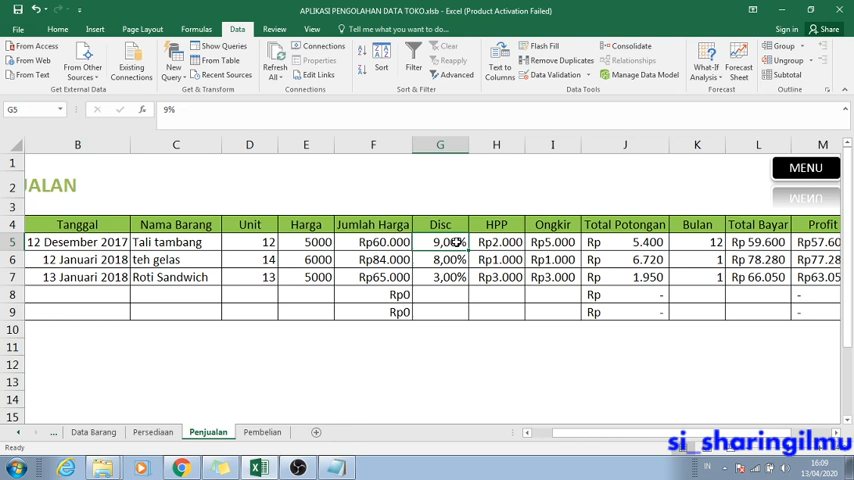 APLIKASI PENGOLAHAN DATA TOKO.xlsb - Excel (Product Activation Failed)
File Home Insert Page Layout Formulas Data Review View Tell me what you want to do... Sign in Share
From Access
From Web
From Text
From Other Sources
Existing Connections
Get External Data
New Query
Show Queries
From Table
Recent Sources
Get & Transform
Refresh All
Connections
Properties
Edit Links
Connections
Sort
Filter
Clear
Reapply
Advanced
Sort & Filter
Text to Columns
Flash Fill
Remove Duplicates
Data Validation
Consolidate
Relationships
Manage Data Model
Data Tools
What-If Analysis
Forecast Sheet
Forecast
Group
Ungroup
Subtotal
Outline
G5 fx 9%
B C D E F G H I J K L M
1 MENU
2 JALAN
3
4 Tanggal Nama Barang Unit Harga Jumlah Harga Disc HPP Ongkir Total Potongan Bulan Total Bayar Profit
5 12 Desember 2017 Tali tambang 12 5000 Rp60.000 9,00% Rp2.000 Rp5.000 Rp 5.400 12 Rp 59.600 Rp57.60
6 12 Januari 2018 teh gelas 14 6000 Rp84.000 8,00% Rp1.000 Rp1.000 Rp 6.720 1 Rp 78.280 Rp77.28
7 13 Januari 2018 Roti Sandwich 13 5000 Rp65.000 3,00% Rp3.000 Rp3.000 Rp 1.950 1 Rp 66.050 Rp63.05
8 Rp0 Rp - -
9 Rp0 Rp - -
10
11
12
13
14
15
... Data Barang Persediaan Penjualan Pembelian
si_sharingilmu
Ready
IN 16:09
13/04/2020